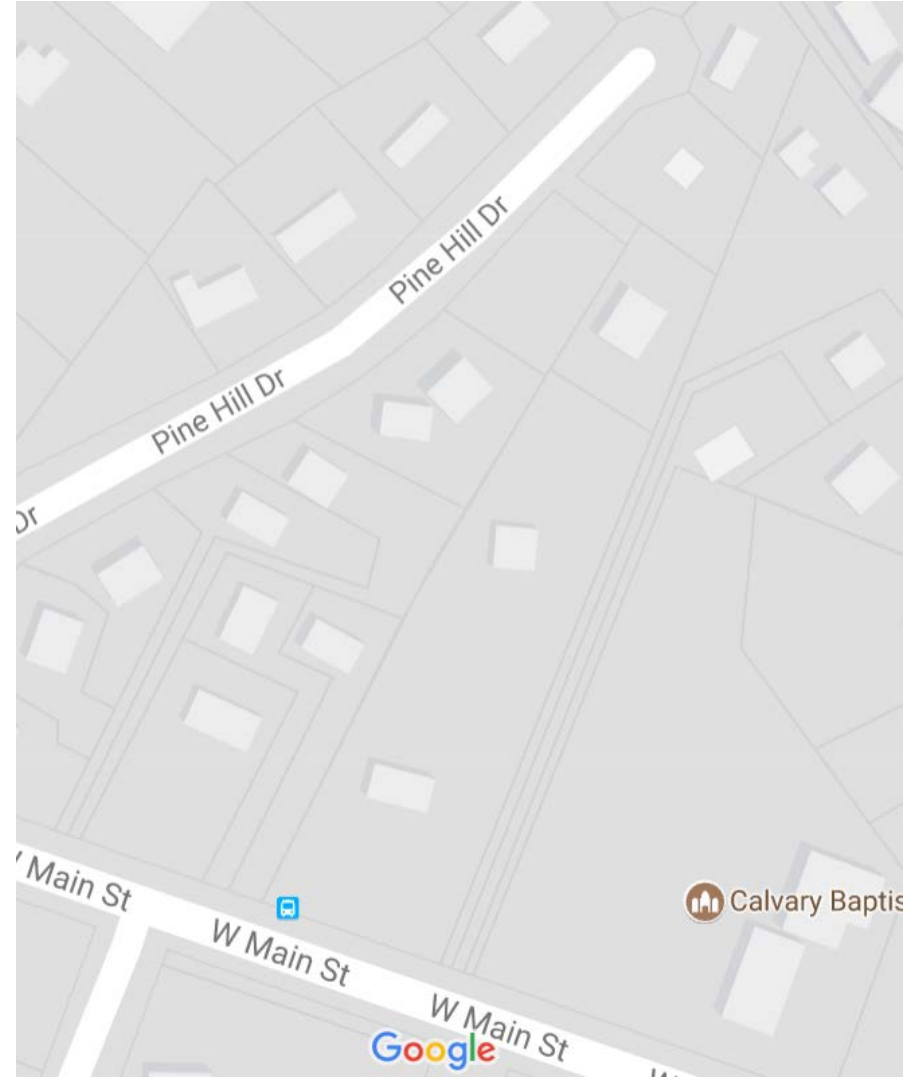 Pine Hill Dr
Pine Hill Dr
Dr
Main St
W Main St
Calvary Baptis
W Main St
Google